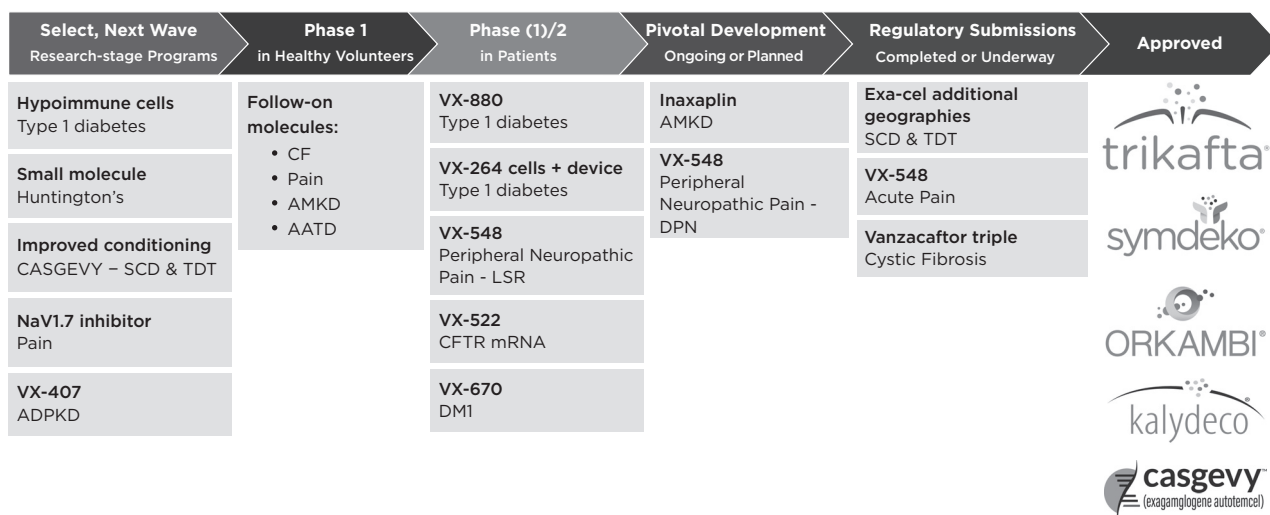 Select, Next Wave
Research-stage Programs
Phase 1
in Healthy Volunteers
Phase (1)/2
in Patients
Pivotal Development
Ongoing or Planned
Regulatory Submissions
Completed or Underway
Approved
Hypoimmune cells
Type 1 diabetes
Small molecule
Huntington’s
Improved conditioning
CASGEVY – SCD & TDT
NaV1.7 inhibitor
Pain
VX-407
ADPKD
Follow-on
molecules:
• CF
• Pain
• AMKD
• AATD
VX-880
Type 1 diabetes
VX-264 cells + device
Type 1 diabetes
VX-548
Peripheral Neuropathic
Pain - LSR
VX-522
CFTR mRNA
VX-670
DM1
Inaxaplin
AMKD
VX-548
Peripheral
Neuropathic Pain -
DPN
Exa-cel additional
geographies
SCD & TDT
VX-548
Acute Pain
Vanzacaftor triple
Cystic Fibrosis
trikafta®
symdeko®
ORKAMBI®
kalydeco®
casgevy™
(exagamglogene autotemcel)